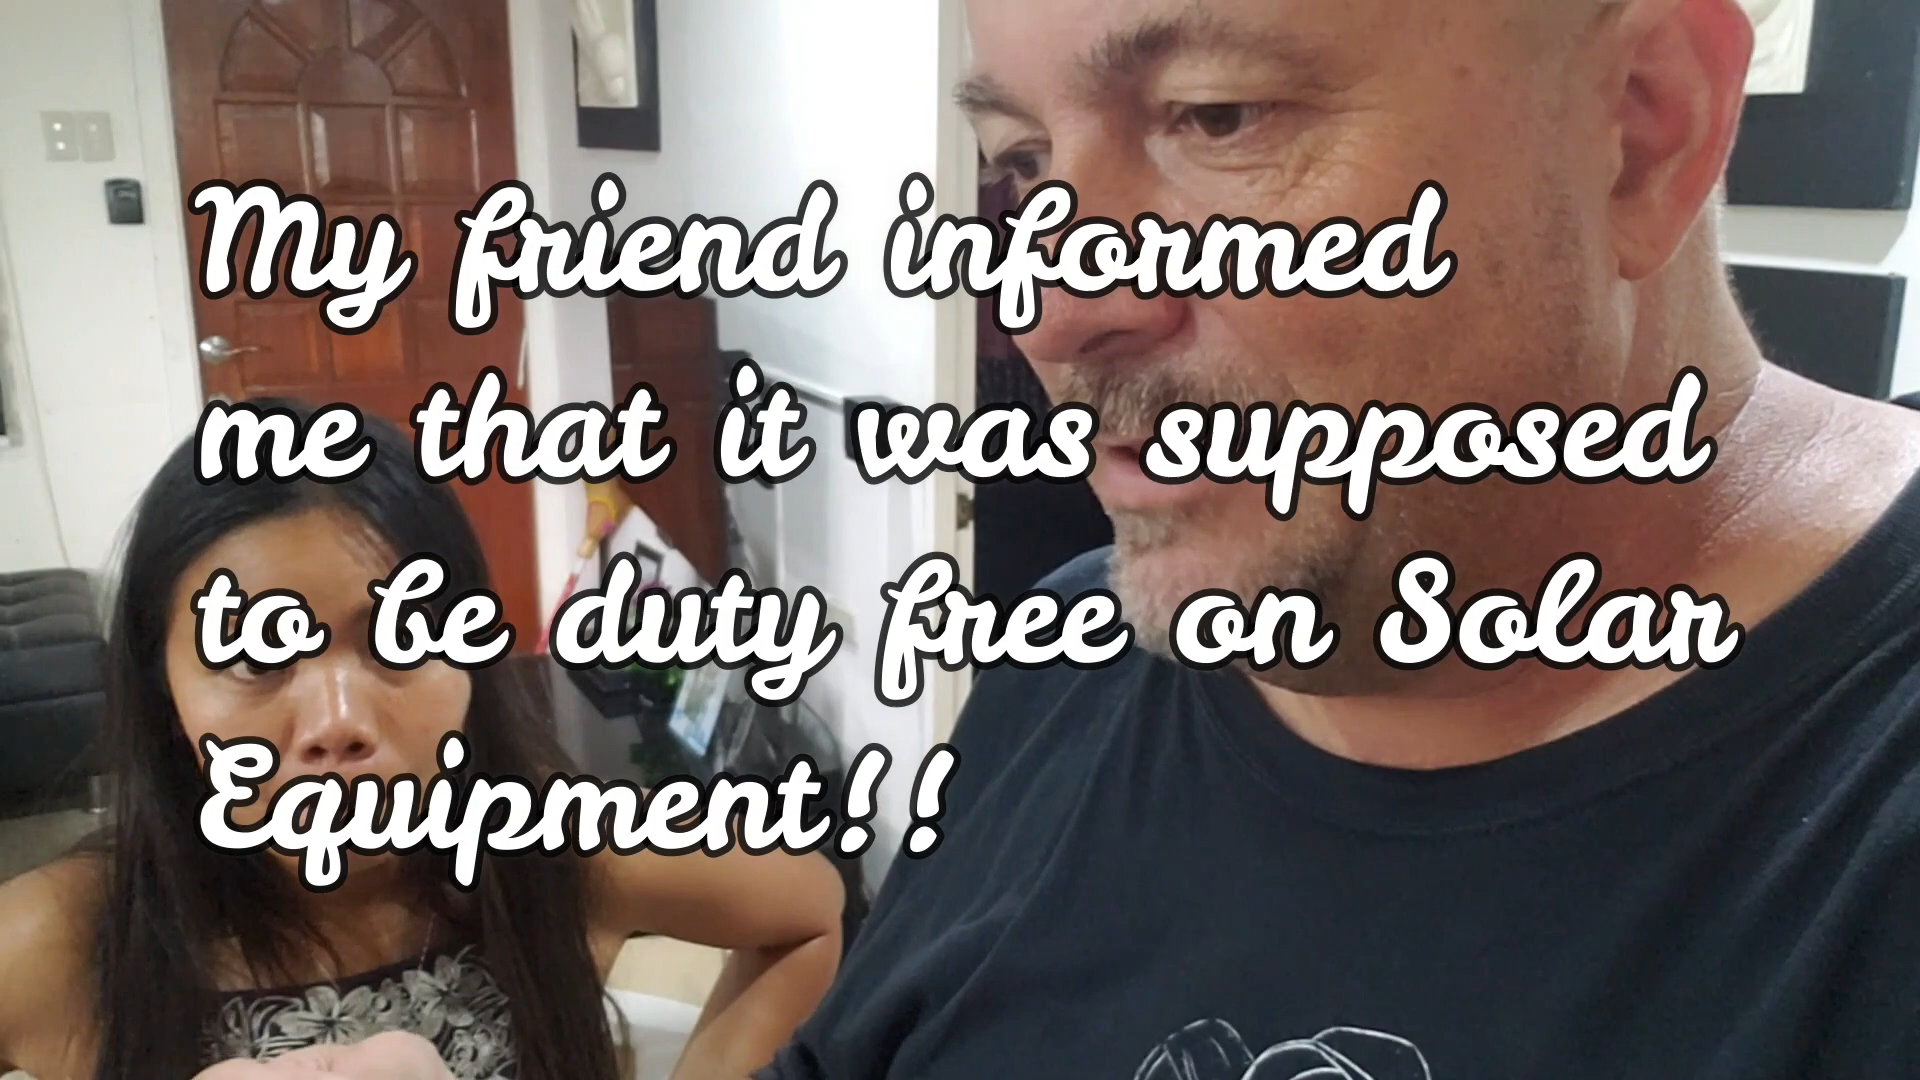 My friend informed
me that it was supposed
to be duty free on Solar
Equipment!!